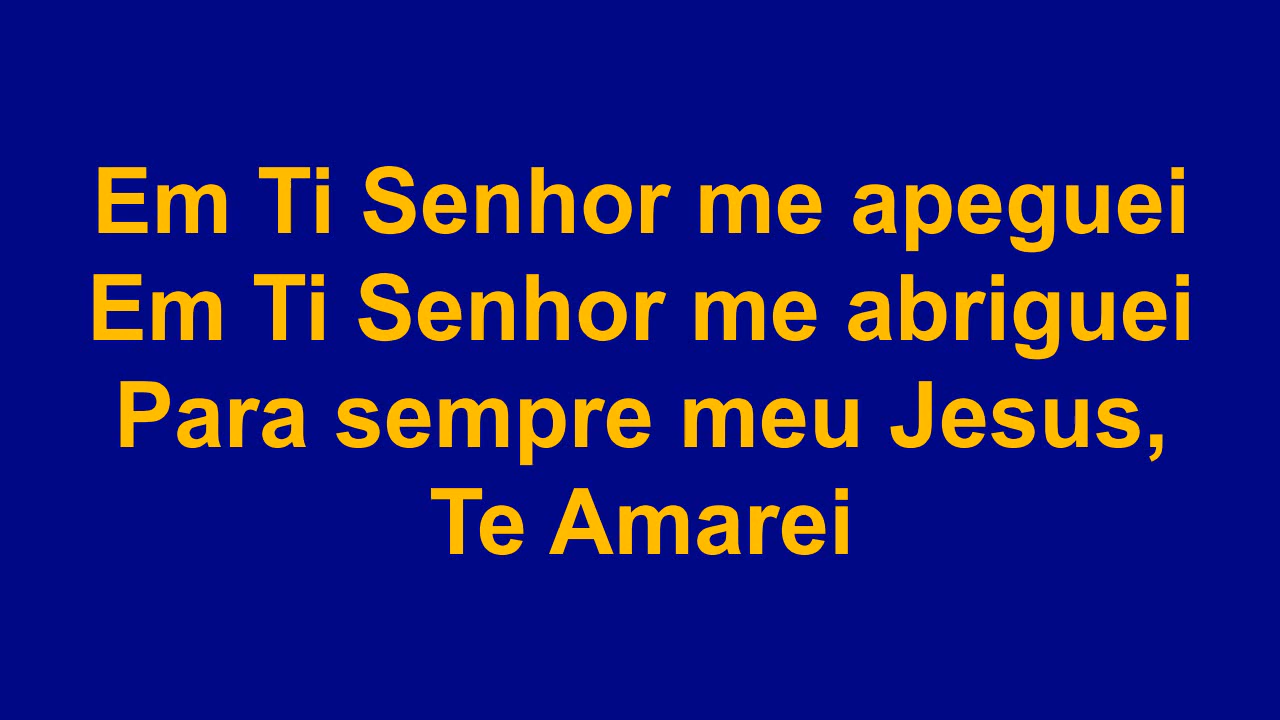 Em Ti Senhor me apeguei
Em Ti Senhor me abriguei
Para sempre meu Jesus,
Te Amarei